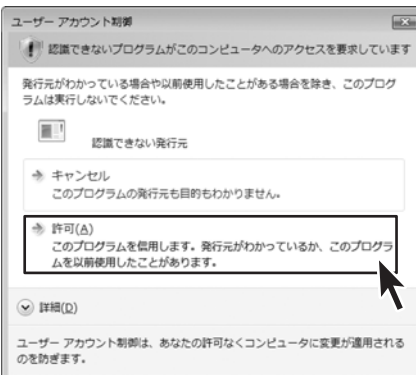 ユーザー アカウント制御
認識できないプログラムがこのコンピュータへのアクセスを要求しています
発行元がわかっている場合や以前使用したことがある場合を除き、このプログ
ラムは実行しないでください。
認識できない発行元
キャンセル
このプログラムの発行元も目的もわかりません。
許可(A)
このプログラムを信用します。発行元がわかっているか、このプログラ
ムを以前使用したことがあります。
詳細(D)
ユーザー アカウント制御は、あなたの許可なくコンピュータに変更が適用される
のを防ぎます。